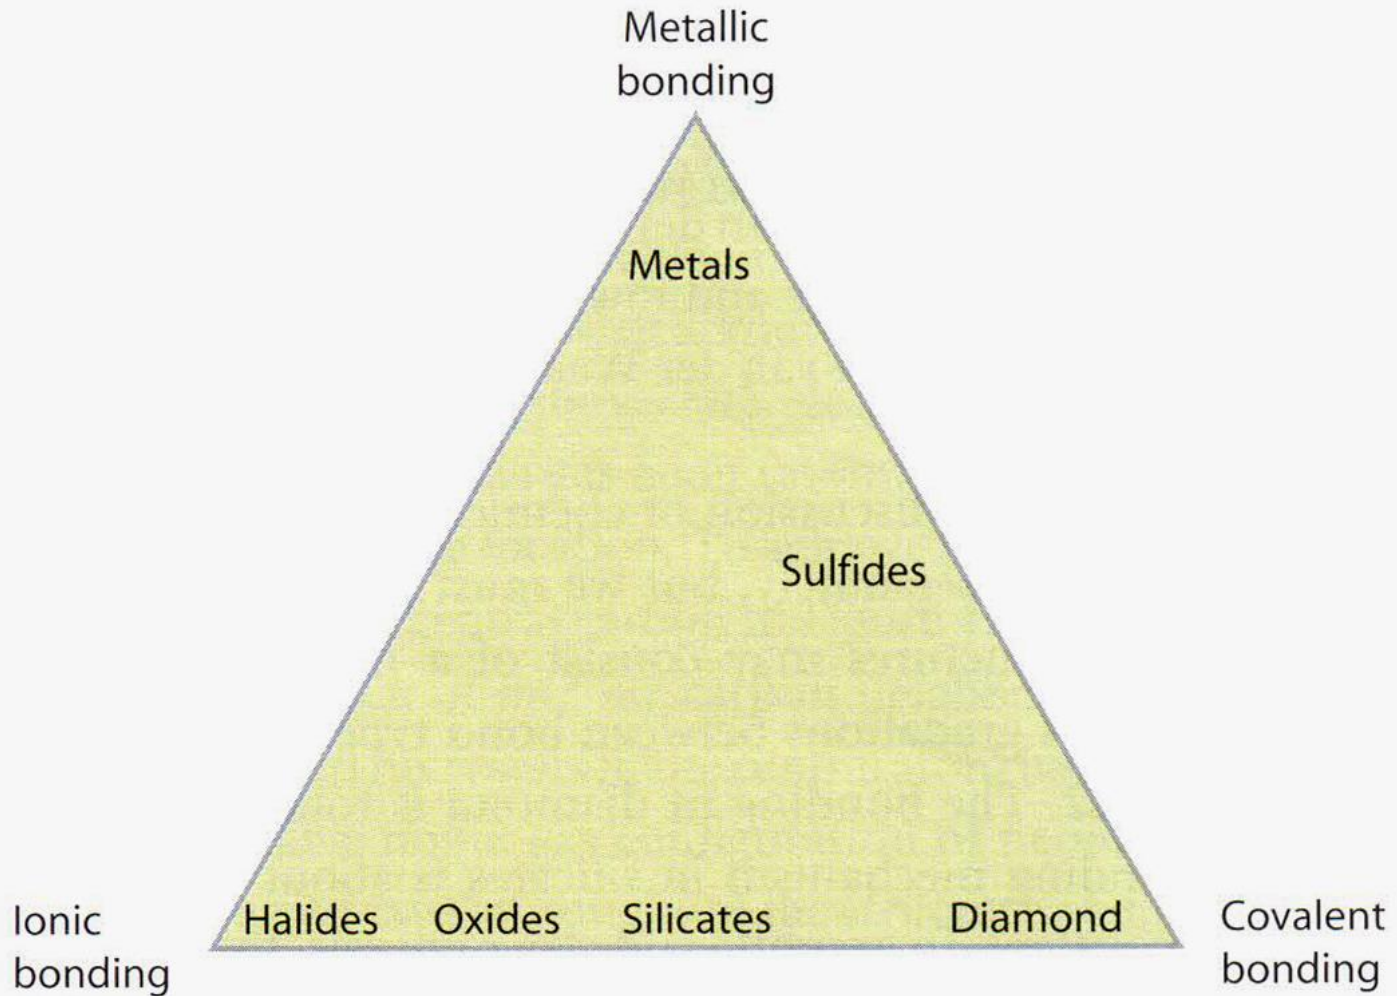 Metallic
bonding
Metals
Sulfides
Halides Oxides Silicates Diamond
Ionic
bonding
Covalent
bonding